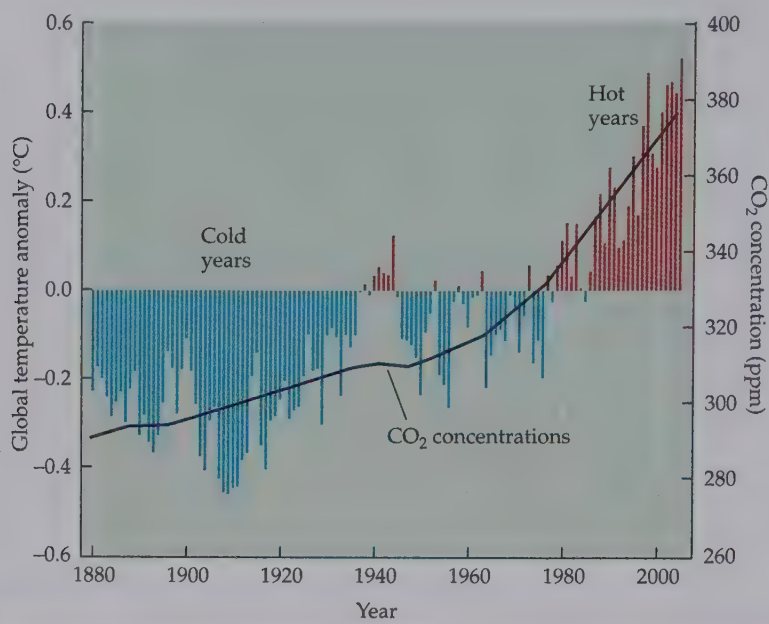 Global temperature anomaly (°C)
0.6
0.4
0.2
0.0
–0.2
–0.4
–0.6
Cold
years
Hot
years
CO₂ concentrations
400
380
360
340
320
300
280
260
CO₂ concentration (ppm)
1880
1900
1920
1940
1960
1980
2000
Year